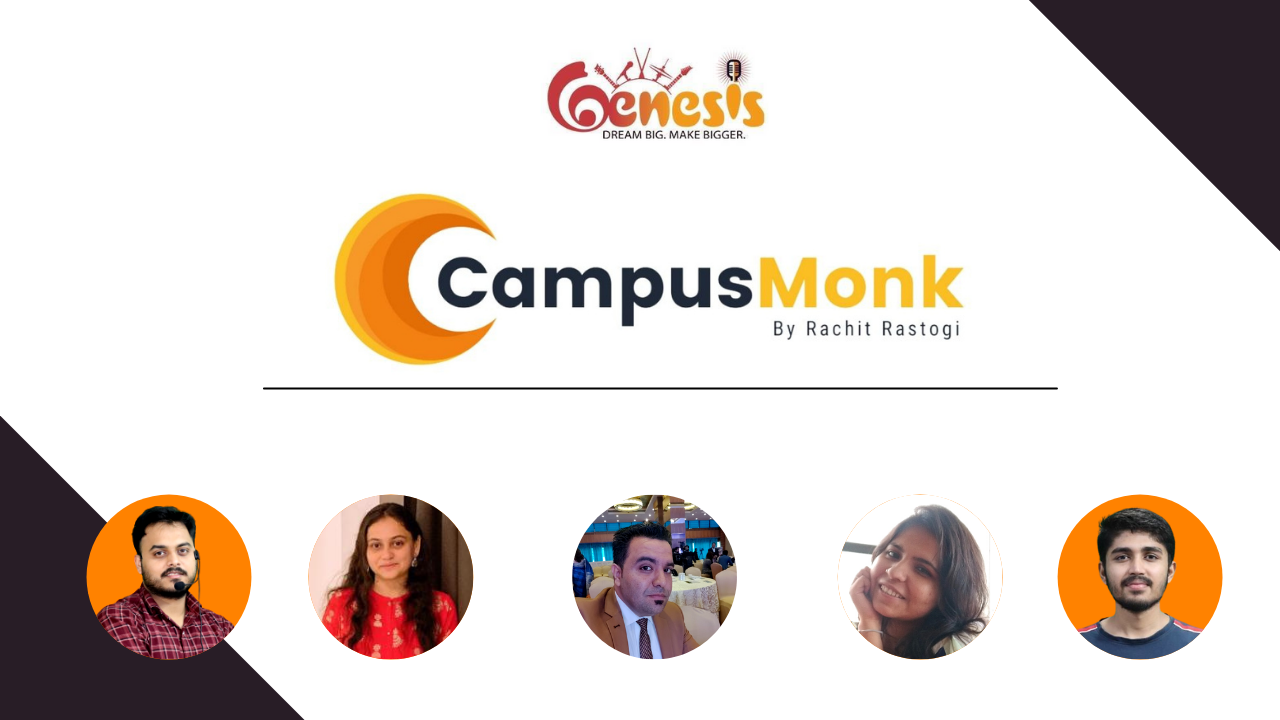 Genesis
DREAM BIG. MAKE BIGGER.
CampusMonk
By Rachit Rastogi